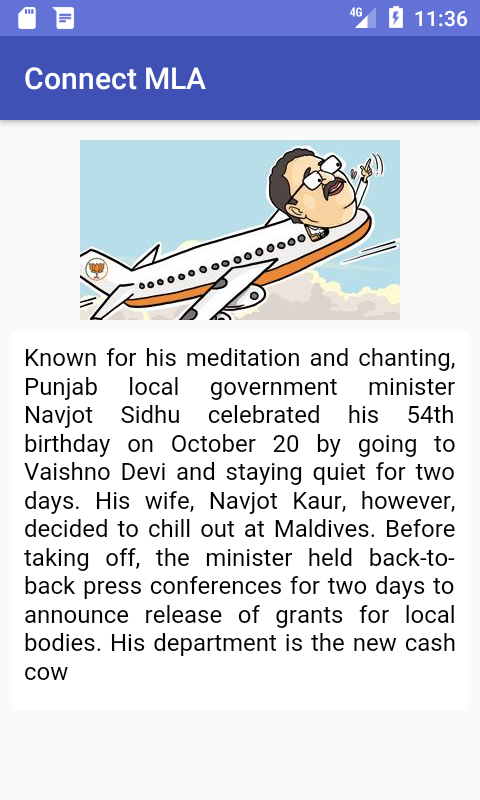 4G
11:36
Connect MLA
Known for his meditation and chanting,
Punjab local government minister
Navjot Sidhu celebrated his 54th
birthday on October 20 by going to
Vaishno Devi and staying quiet for two
days. His wife, Navjot Kaur, however,
decided to chill out at Maldives. Before
taking off, the minister held back-to-
back press conferences for two days to
announce release of grants for local
bodies. His department is the new cash
cow